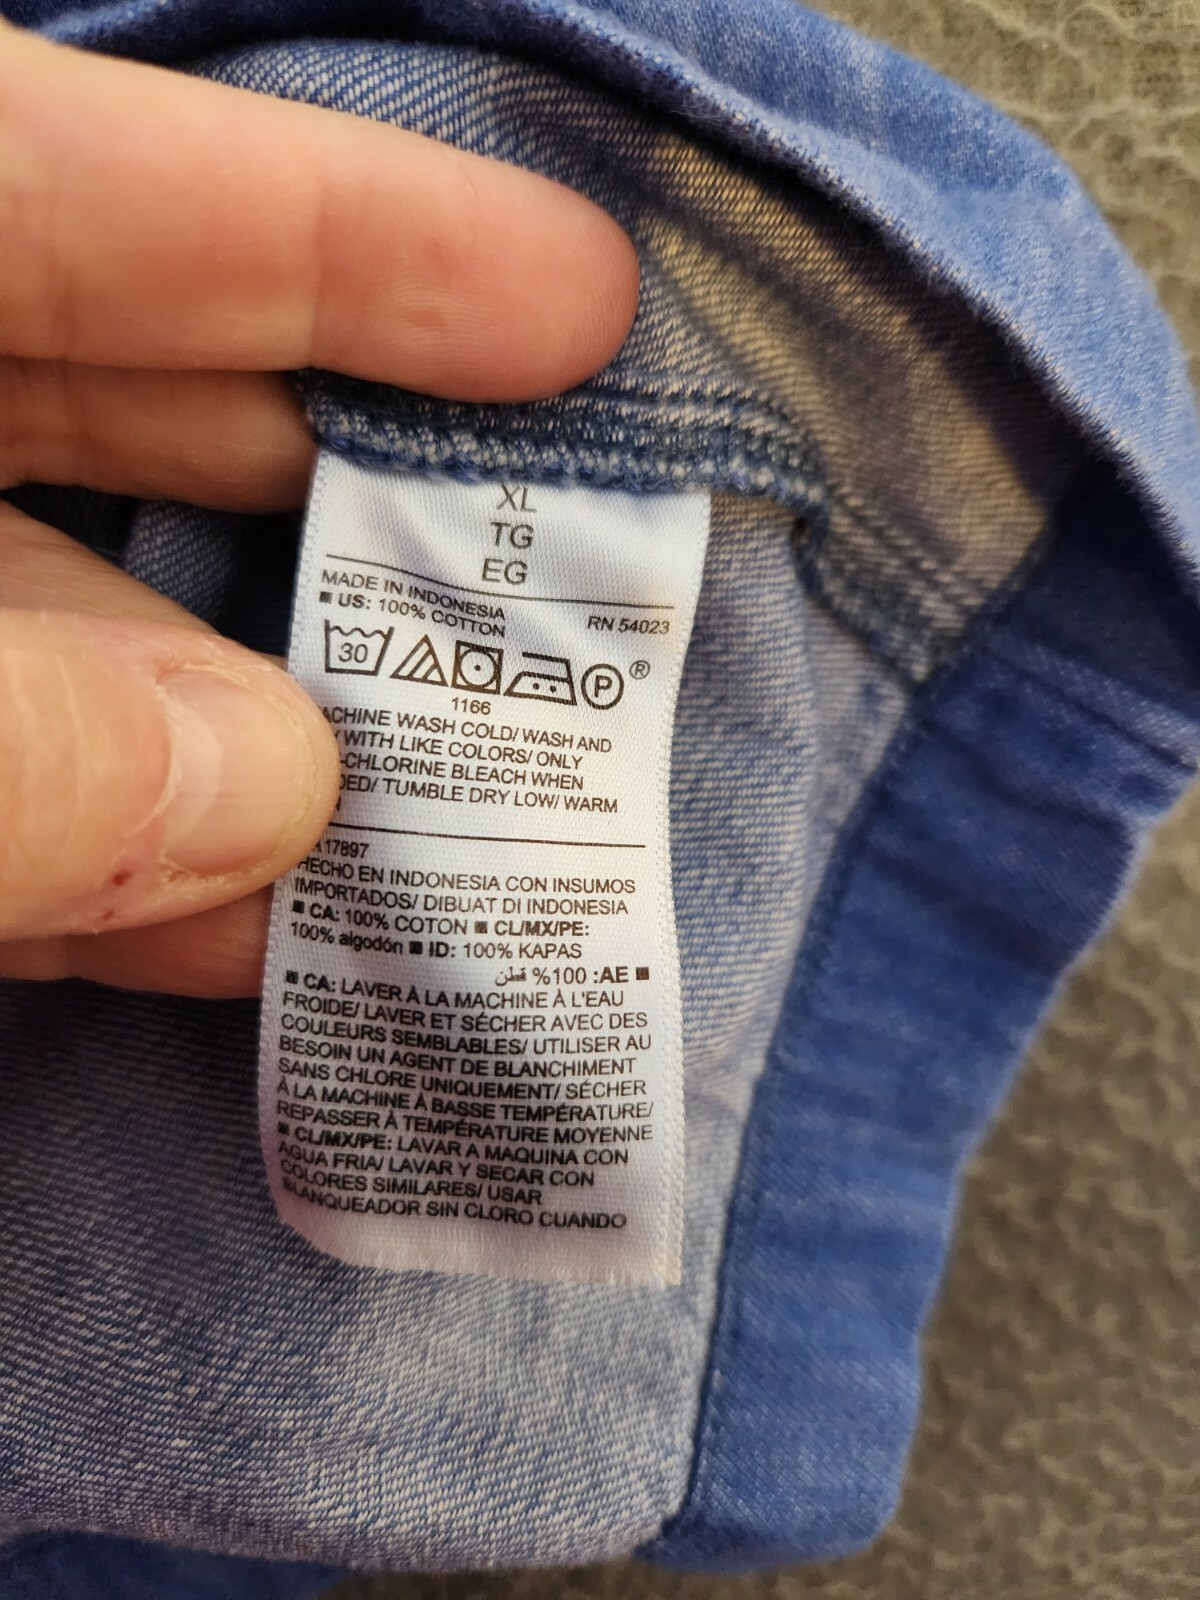 XL
TG
EG
MADE IN INDONESIA
■ US: 100% COTTON RN 54023
30 P ®
1166
ACHINE WASH COLD/ WASH AND
WITH LIKE COLORS/ ONLY
-CHLORINE BLEACH WHEN
DED/ TUMBLE DRY LOW/ WARM
N
17897
HECHO EN INDONESIA CON INSUMOS
IMPORTADOS/ DIBUAT DI INDONESIA
■ CA: 100% COTON ■ CL/MX/PE:
100% algodón ■ ID: 100% KAPAS
■ AE: 100% قطن
■ CA: LAVER À LA MACHINE À L'EAU
FROIDE/ LAVER ET SÉCHER AVEC DES
COULEURS SEMBLABLES/ UTILISER AU
BESOIN UN AGENT DE BLANCHIMENT
SANS CHLORE UNIQUEMENT/ SÉCHER
À LA MACHINE À BASSE TEMPÉRATURE/
REPASSER À TEMPÉRATURE MOYENNE
■ CL/MX/PE: LAVAR A MAQUINA CON
AGUA FRIA/ LAVAR Y SECAR CON
COLORES SIMILARES/ USAR
BLANQUEADOR SIN CLORO CUANDO